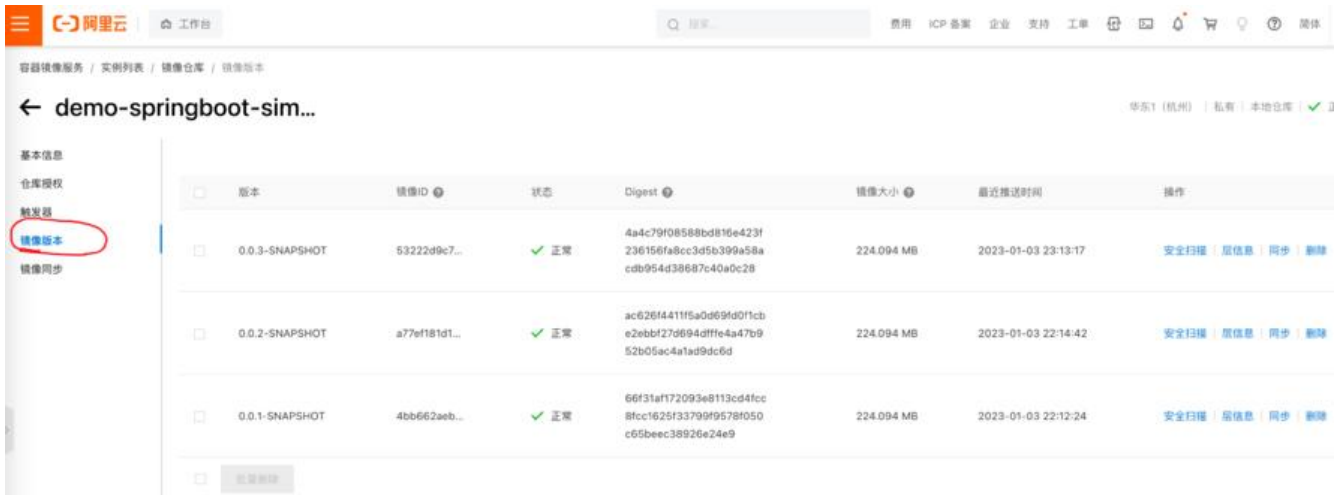 阿里云 工作台 搜索... 费用 ICP 备案 企业 支持 工单 简体
容器镜像服务 / 实例列表 / 镜像仓库 / 镜像版本
← demo-springboot-sim...
华东1（杭州） 私有 本地仓库
基本信息
仓库授权
触发器
镜像版本
镜像同步
版本 镜像ID 状态 Digest 镜像大小 最近推送时间 操作
0.0.3-SNAPSHOT 53222d9c7... 正常 4a4c79f08588bd816e423f
236156fa8cc3d5b399a58a
cdb954d38687c40a0c28
224.094 MB 2023-01-03 23:13:17 安全扫描 层信息 同步 删除
0.0.2-SNAPSHOT a77ef181d1... 正常 ac626f4411f5a0d69fd0f1cb
e2ebbf27d694dfffe4a47b9
52b05ac4a1ad9dc6d
224.094 MB 2023-01-03 22:14:42 安全扫描 层信息 同步 删除
0.0.1-SNAPSHOT 4bb662aeb... 正常 66f31af172093e8113cd4fcc
8fcc1625f33799f9578f050
c65beec38926e24e9
224.094 MB 2023-01-03 22:12:24 安全扫描 层信息 同步 删除
批量删除